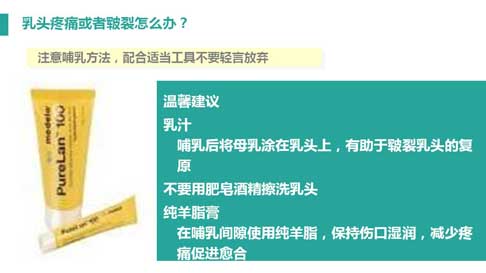 乳头疼痛或者皲裂怎么办？
注意哺乳方法，配合适当工具不要轻言放弃
温馨建议
乳汁
哺乳后将母乳涂在乳头上，有助于皲裂乳头的复
原
不要用肥皂酒精擦洗乳头
纯羊脂膏
在哺乳间隙使用纯羊脂，保持伤口湿润，减少疼
痛促进愈合
medela
PureLan™ 100
PureLan 100